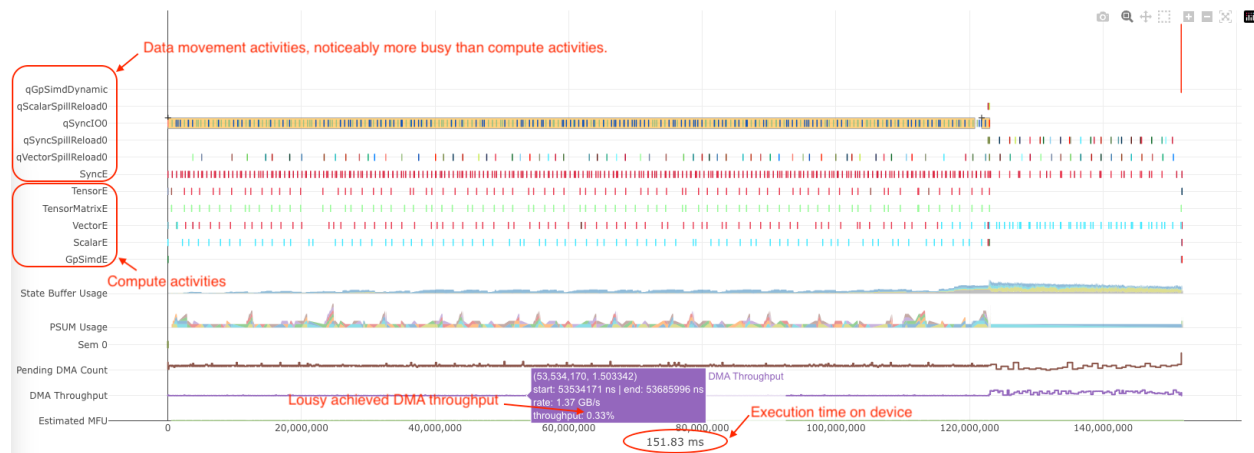 Data movement activities, noticeably more busy than compute activities.
qGpSimdDynamic
qScalarSpillReload0
qSyncIO0
qSyncSpillReload0
qVectorSpillReload0
SyncE
TensorE
TensorMatrixE
VectorE
ScalarE
GpSimdE
Compute activities
State Buffer Usage
PSUM Usage
Sem 0
Pending DMA Count
DMA Throughput
Estimated MFU
(53,534,170, 1.503342)
start: 53534171 ns | end: 53685996 ns
rate: 1.37 GB/s
throughput: 0.33%
DMA Throughput
Lousy achieved DMA throughput
Execution time on device
0
20,000,000
40,000,000
60,000,000
80,000,000
100,000,000
120,000,000
140,000,000
151.83 ms